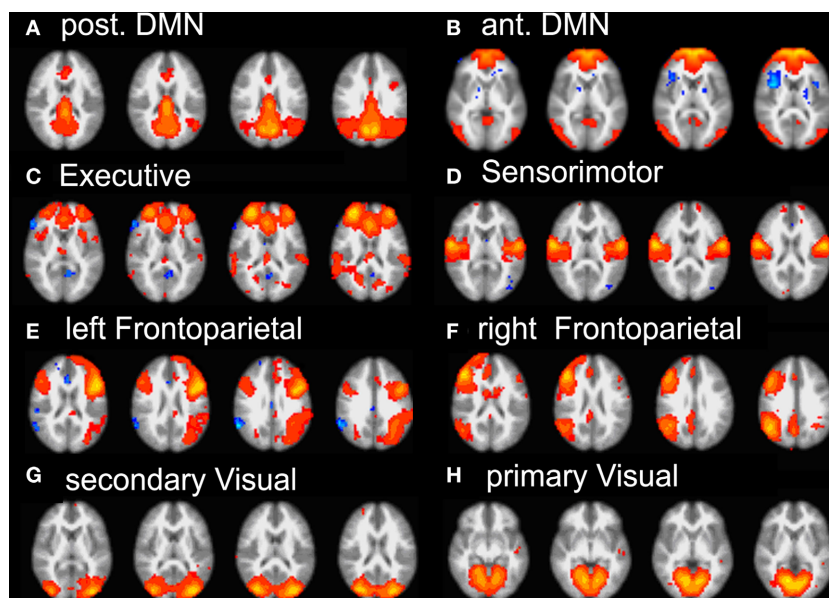 A post. DMN
B ant. DMN
C Executive
D Sensorimotor
E left Frontoparietal
F right Frontoparietal
G secondary Visual
H primary Visual